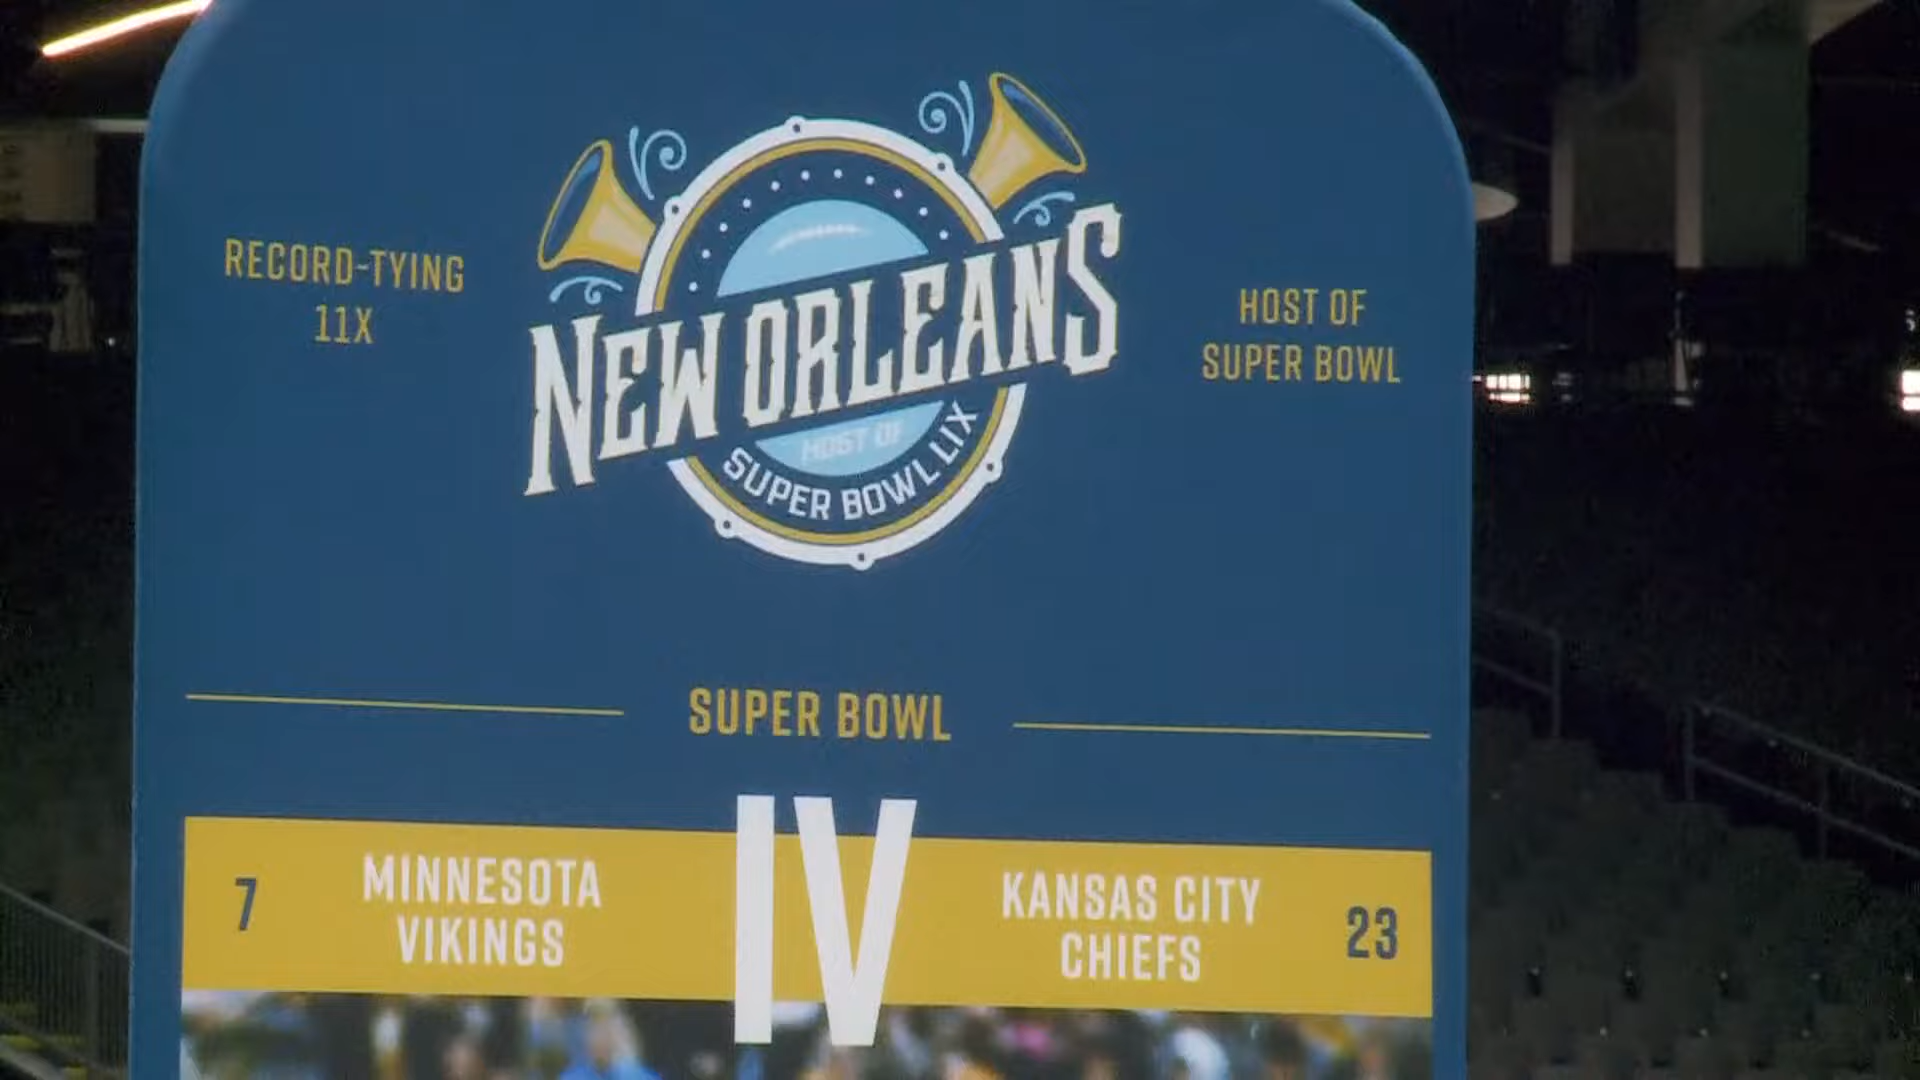 RECORD-TYING
11X
NEW ORLEANS
HOST OF
SUPER BOWL LIX
HOST OF
SUPER BOWL
SUPER BOWL
IV
7
MINNESOTA
VIKINGS
KANSAS CITY
CHIEFS
23